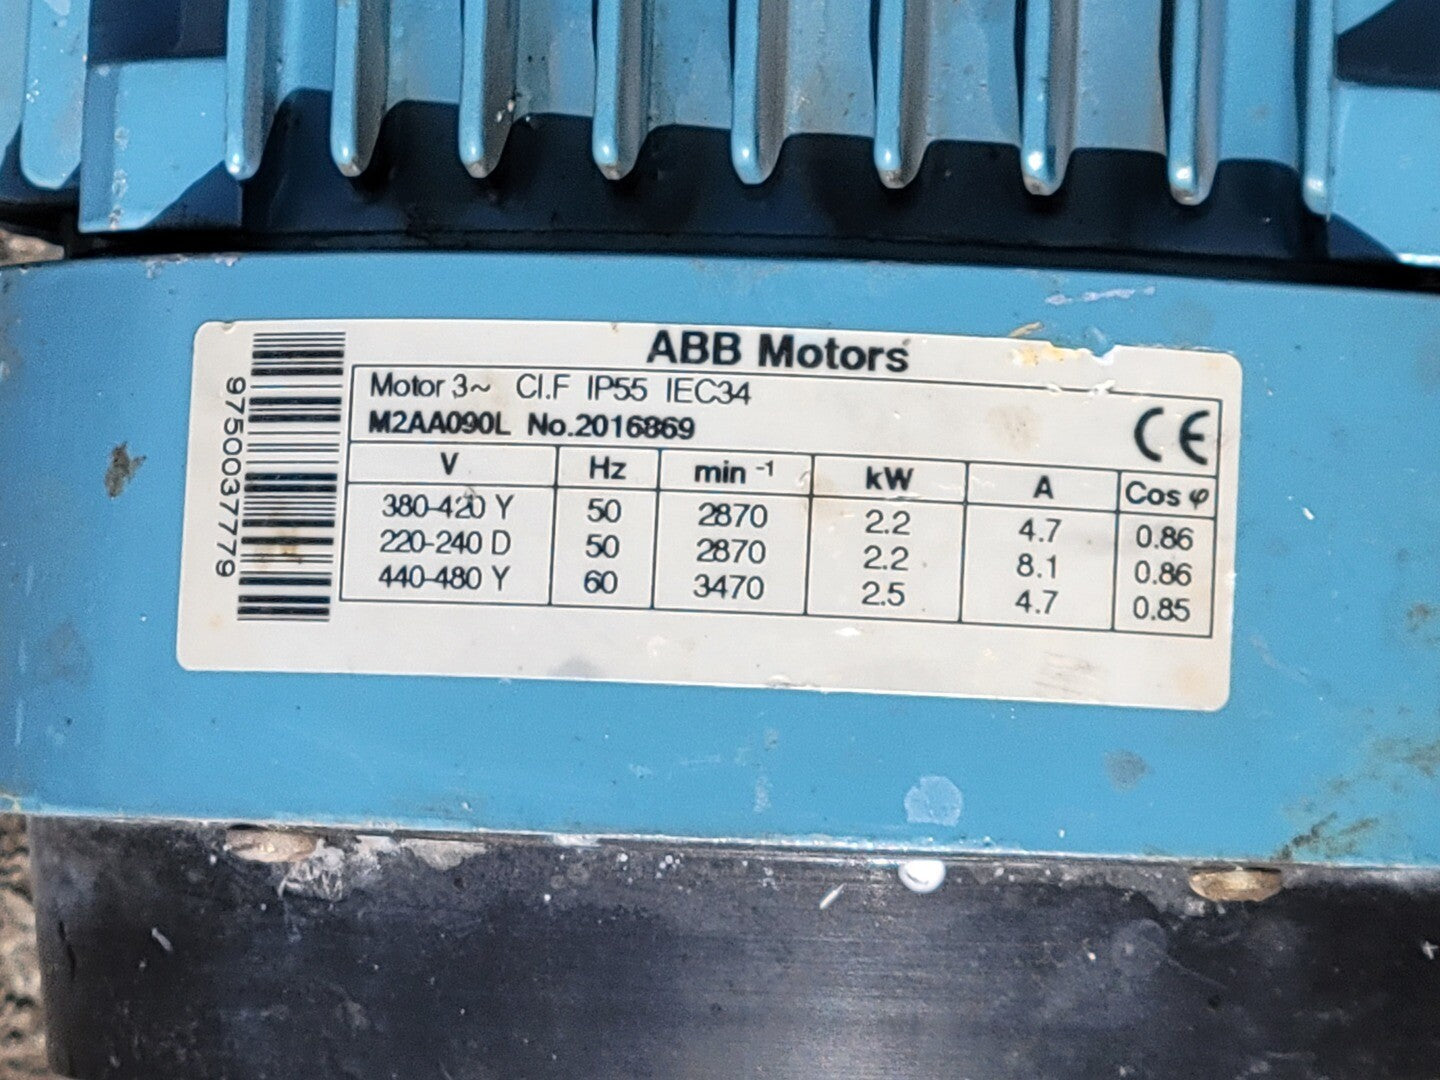 ABB Motors
Motor 3~ Cl.F IP55 IEC34
M2AA090L No.2016869
CE
V Hz min -1 kW A Cos φ
380-420 Y 50 2870 2.2 4.7 0.86
220-240 D 50 2870 2.2 8.1 0.86
440-480 Y 60 3470 2.5 4.7 0.85
9750037779